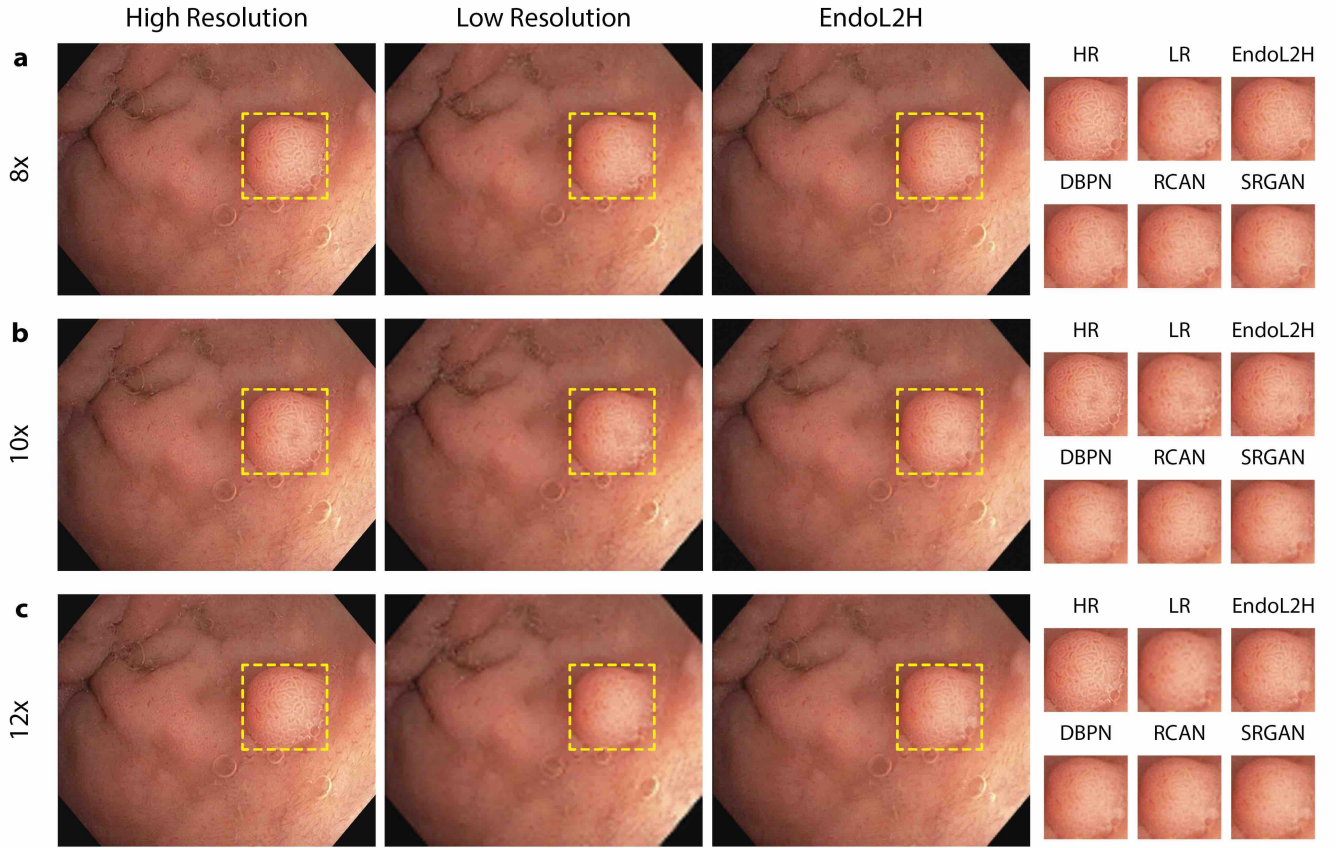 High Resolution Low Resolution EndoL2H
a
8x
HR LR EndoL2H
DBPN RCAN SRGAN
b
10x
HR LR EndoL2H
DBPN RCAN SRGAN
c
12x
HR LR EndoL2H
DBPN RCAN SRGAN